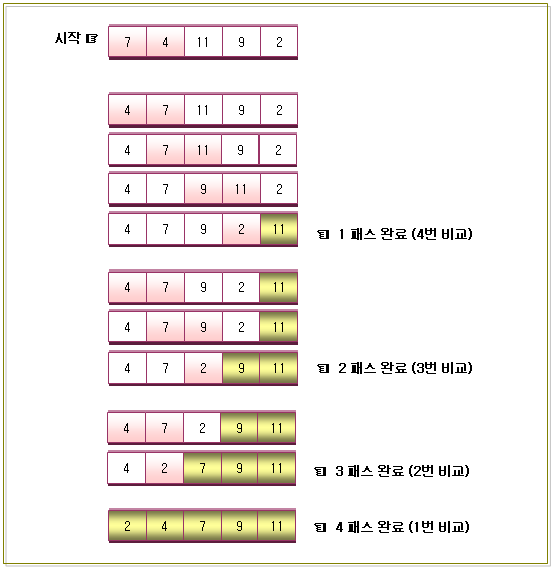 시작 ☞ 7 4 11 9 2
4 7 11 9 2
4 7 11 9 2
4 7 9 11 2
4 7 9 2 11 ☜ 1 패스 완료 (4번 비교)
4 7 9 2 11
4 7 9 2 11
4 7 2 9 11 ☜ 2 패스 완료 (3번 비교)
4 7 2 9 11
4 2 7 9 11 ☜ 3 패스 완료 (2번 비교)
2 4 7 9 11 ☜ 4 패스 완료 (1번 비교)